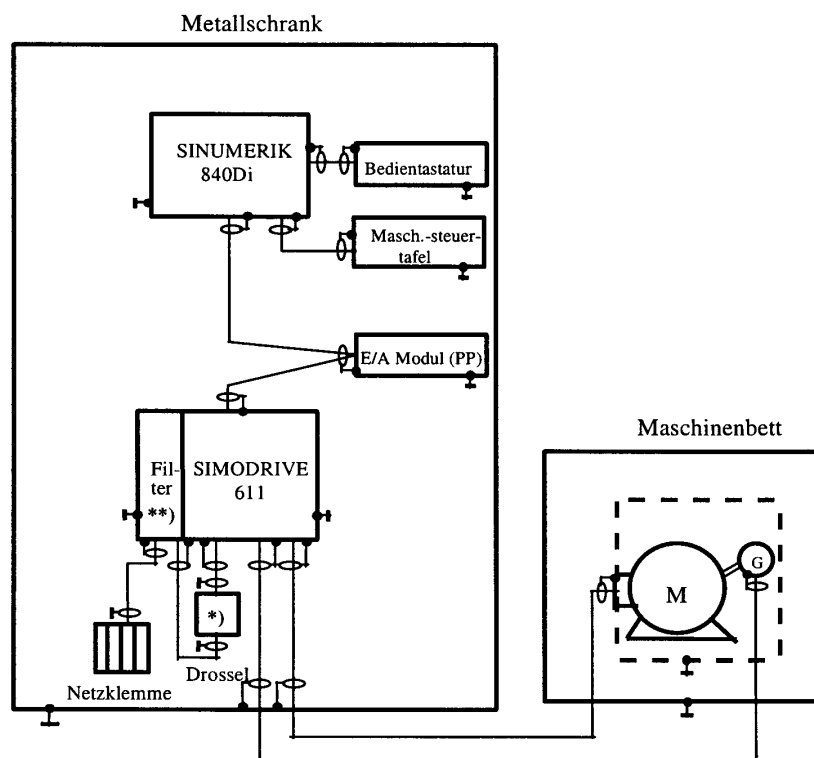 Metallschrank
SINUMERIK
840Di
Bedientastatur
Masch.-steuer-
tafel
E/A Modul (PP)
Fil-
ter
**)
SIMODRIVE
611
*)
Drossel
Netzklemme
Maschinenbett
M
G